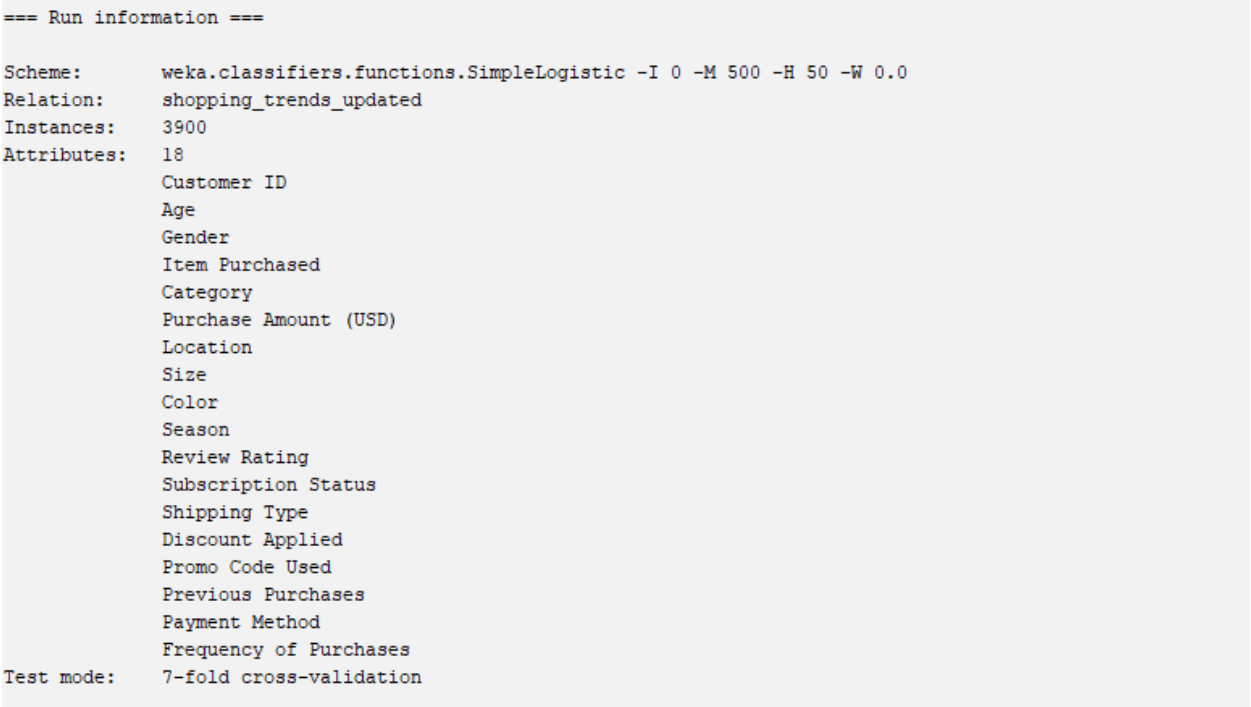 === Run information ===
Scheme: weka.classifiers.functions.SimpleLogistic -I 0 -M 500 -H 50 -W 0.0
Relation: shopping_trends_updated
Instances: 3900
Attributes: 18
Customer ID
Age
Gender
Item Purchased
Category
Purchase Amount (USD)
Location
Size
Color
Season
Review Rating
Subscription Status
Shipping Type
Discount Applied
Promo Code Used
Previous Purchases
Payment Method
Frequency of Purchases
Test mode: 7-fold cross-validation